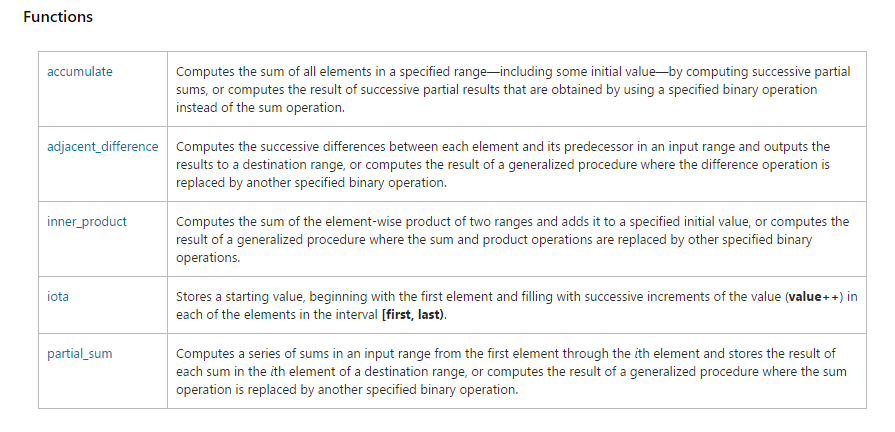 Functions
accumulate
Computes the sum of all elements in a specified range—including some initial value—by computing successive partial
sums, or computes the result of successive partial results that are obtained by using a specified binary operation
instead of the sum operation.
adjacent_difference
Computes the successive differences between each element and its predecessor in an input range and outputs the
results to a destination range, or computes the result of a generalized procedure where the difference operation is
replaced by another specified binary operation.
inner_product
Computes the sum of the element-wise product of two ranges and adds it to a specified initial value, or computes the
result of a generalized procedure where the sum and product operations are replaced by other specified binary
operations.
iota
Stores a starting value, beginning with the first element and filling with successive increments of the value (value++) in
each of the elements in the interval [first, last).
partial_sum
Computes a series of sums in an input range from the first element through the ith element and stores the result of
each sum in the ith element of a destination range, or computes the result of a generalized procedure where the sum
operation is replaced by another specified binary operation.